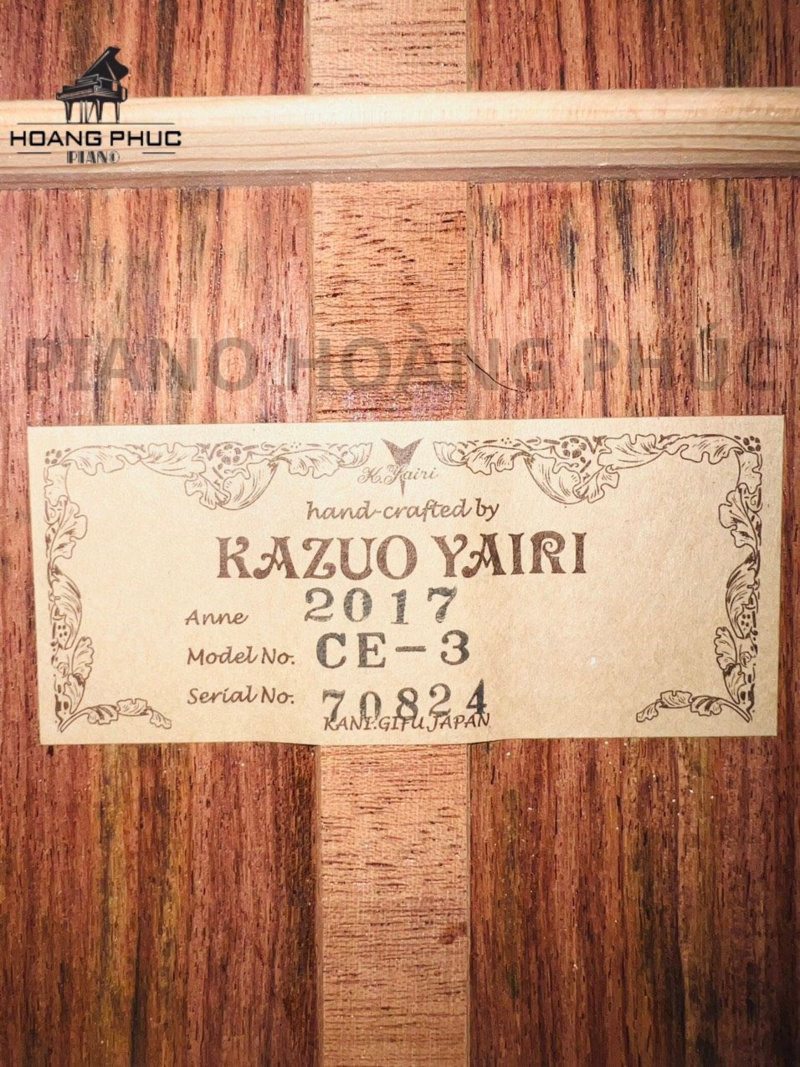 HOANG PHUC
PIANO
PIANO HOÀNG PHÚC
K.Yairi
hand-crafted by
KAZUO YAIRI
Anne 2017
Model No. CE-3
Serial No. 70824
KANI.GIFU.JAPAN